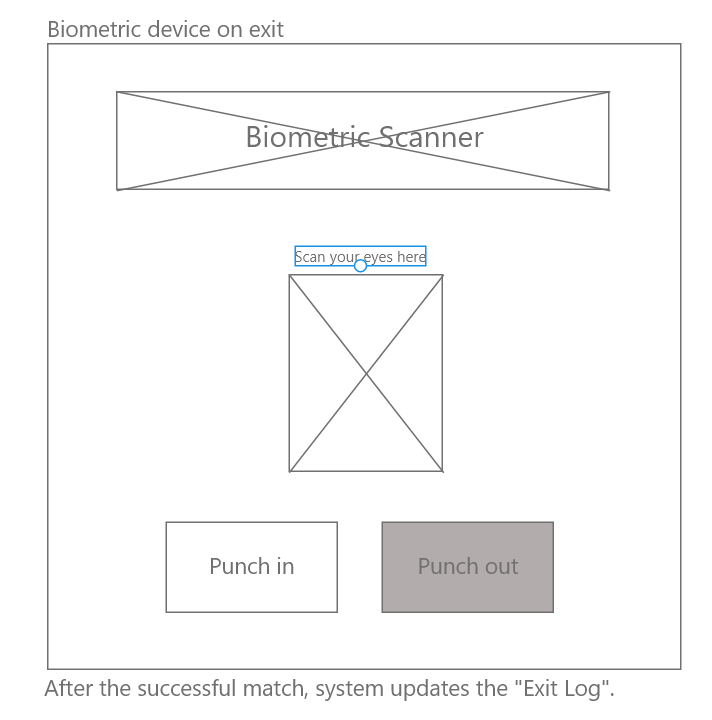 Biometric device on exit
Biometric Scanner
Scan your eyes here
Punch in
Punch out
After the successful match, system updates the "Exit Log".